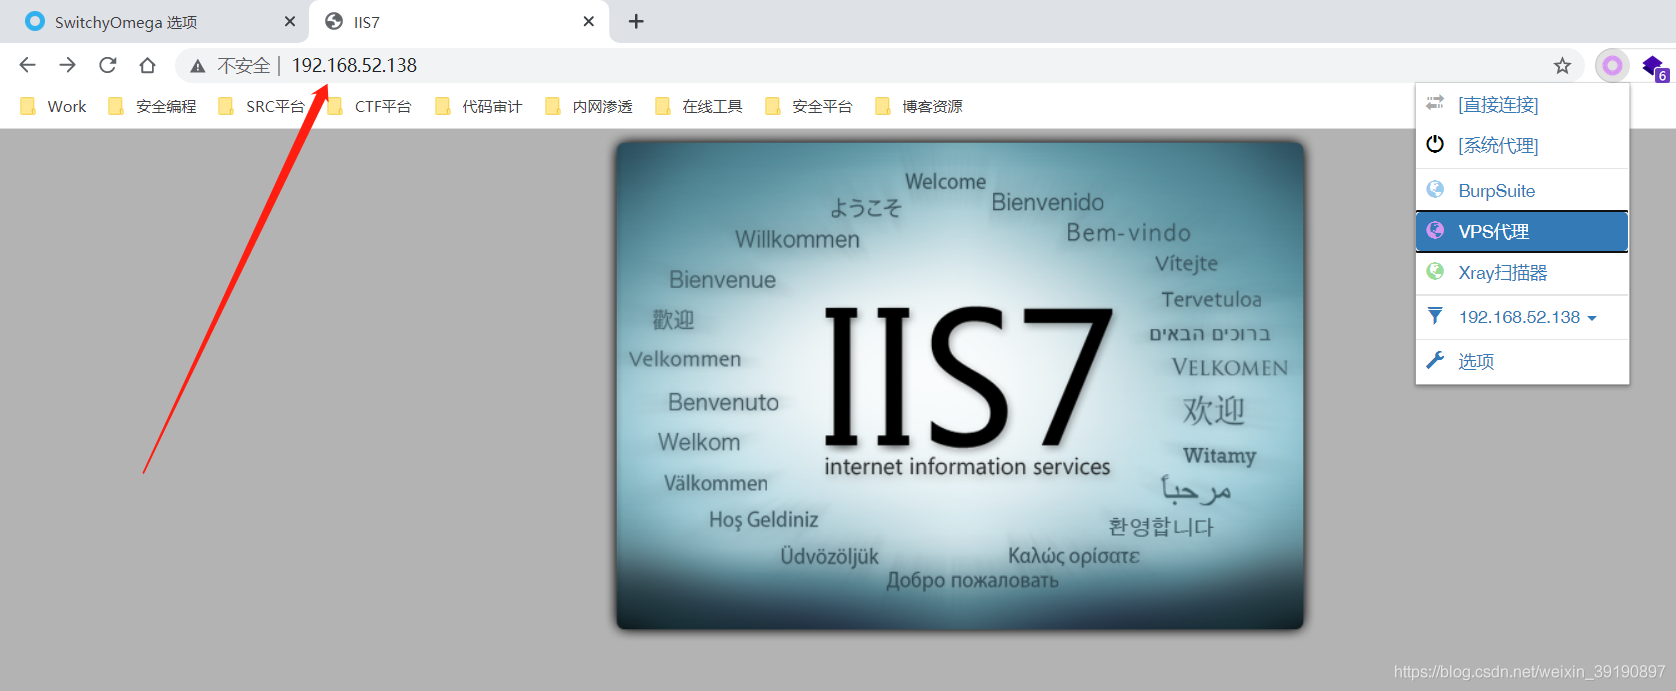 SwitchyOmega 选项
IIS7
不安全 | 192.168.52.138
6
Work
安全编程
SRC平台
CTF平台
代码审计
内网渗透
在线工具
安全平台
博客资源
[直接连接]
[系统代理]
BurpSuite
VPS代理
Xray扫描器
192.168.52.138
选项
Welcome
ようこそ
Bienvenido
Willkommen
Bem-vindo
Bienvenue
Vítejte
歡迎
Tervetuloa
Velkommen
ברוכים הבאים
VELKOMEN
Benvenuto
欢迎
Welkom
Witamy
Välkommen
مرحباً
Hoş Geldiniz
환영합니다
Üdvözöljük
Καλώς ορίσατε
Добро пожаловать
IIS7
internet information services
https://blog.csdn.net/weixin_39190897